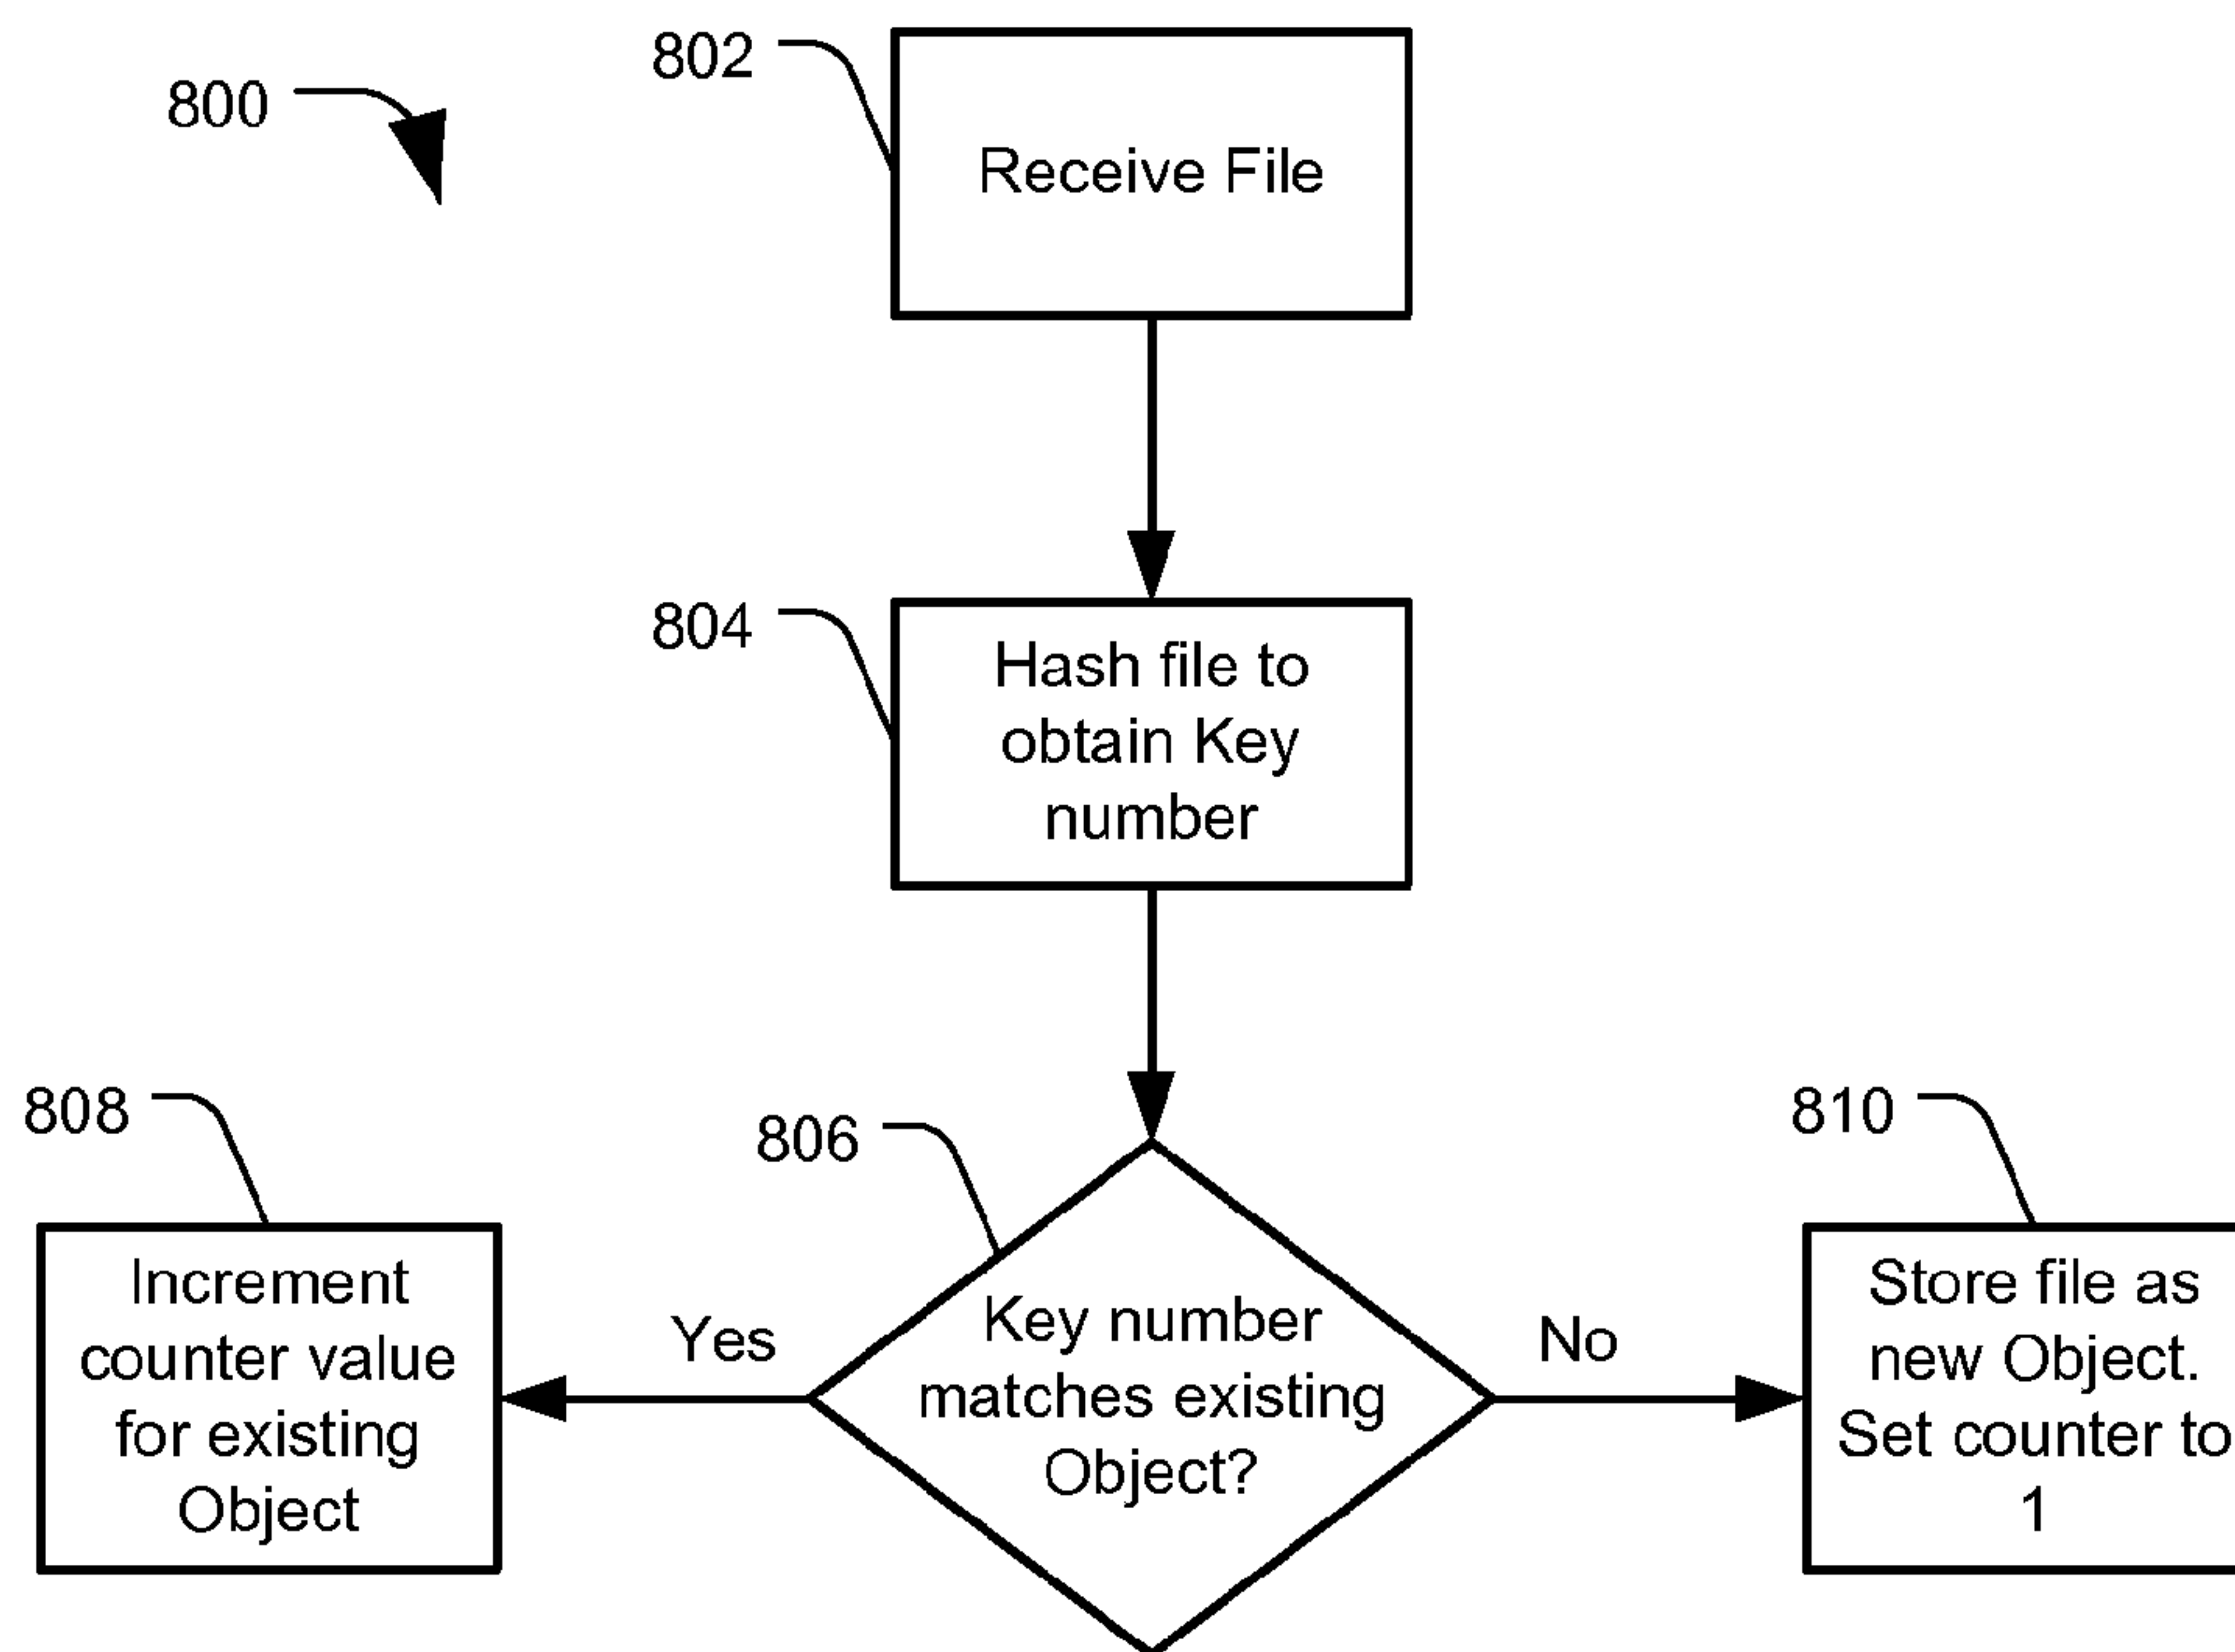 802
800
Receive File
804
Hash file to
obtain Key
number
808
806
810
Increment
counter value
for existing
Object
Yes
Key number
matches existing
Object?
No
Store file as
new Object.
Set counter to
1